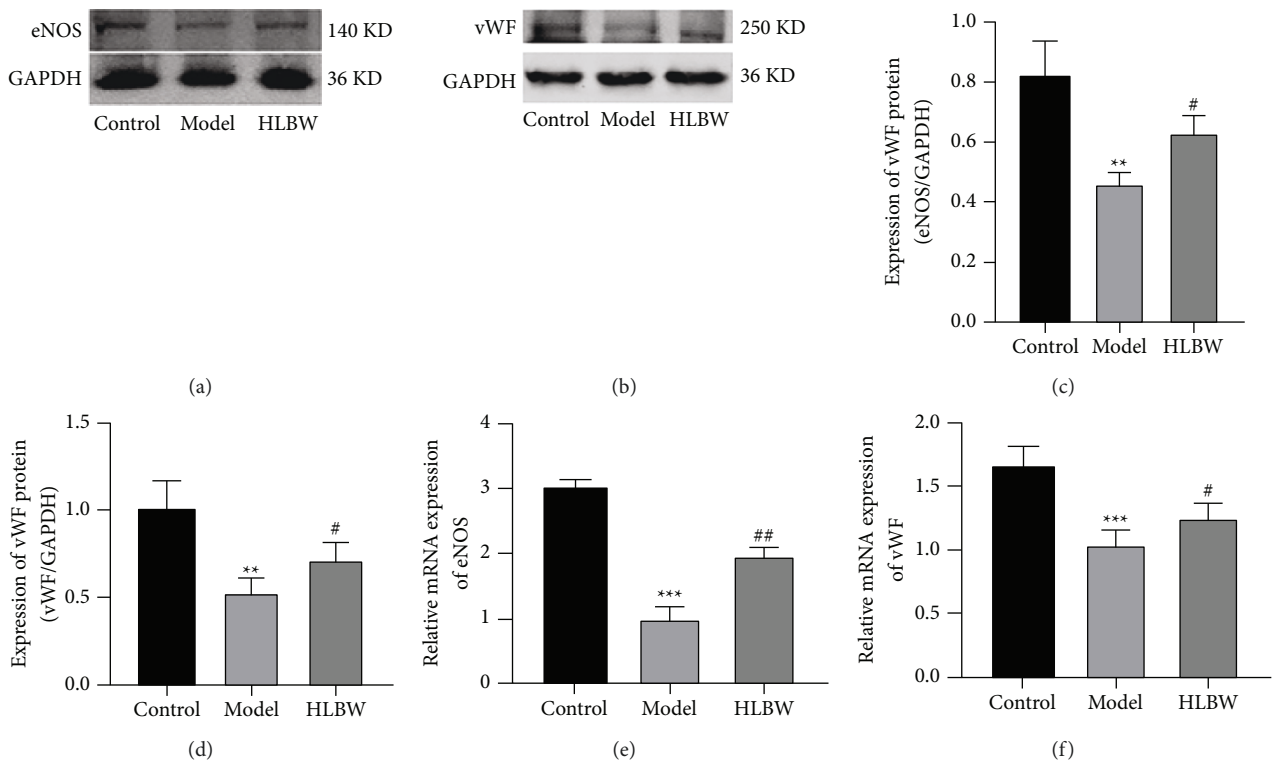 eNOS
140 KD
GAPDH
36 KD
Control Model HLBW
(a)
vWF
250 KD
GAPDH
36 KD
Control Model HLBW
(b)
Expression of vWF protein
(eNOS/GAPDH)
1.0
0.8
0.6
0.4
0.2
0.0
**
#
Control Model HLBW
(c)
Expression of vWF protein
(vWF/GAPDH)
1.5
1.0
0.5
0.0
**
#
Control Model HLBW
(d)
Relative mRNA expression
of eNOS
4
3
2
1
0
***
##
Control Model HLBW
(e)
Relative mRNA expression
of vWF
2.0
1.5
1.0
0.5
0.0
***
#
Control Model HLBW
(f)